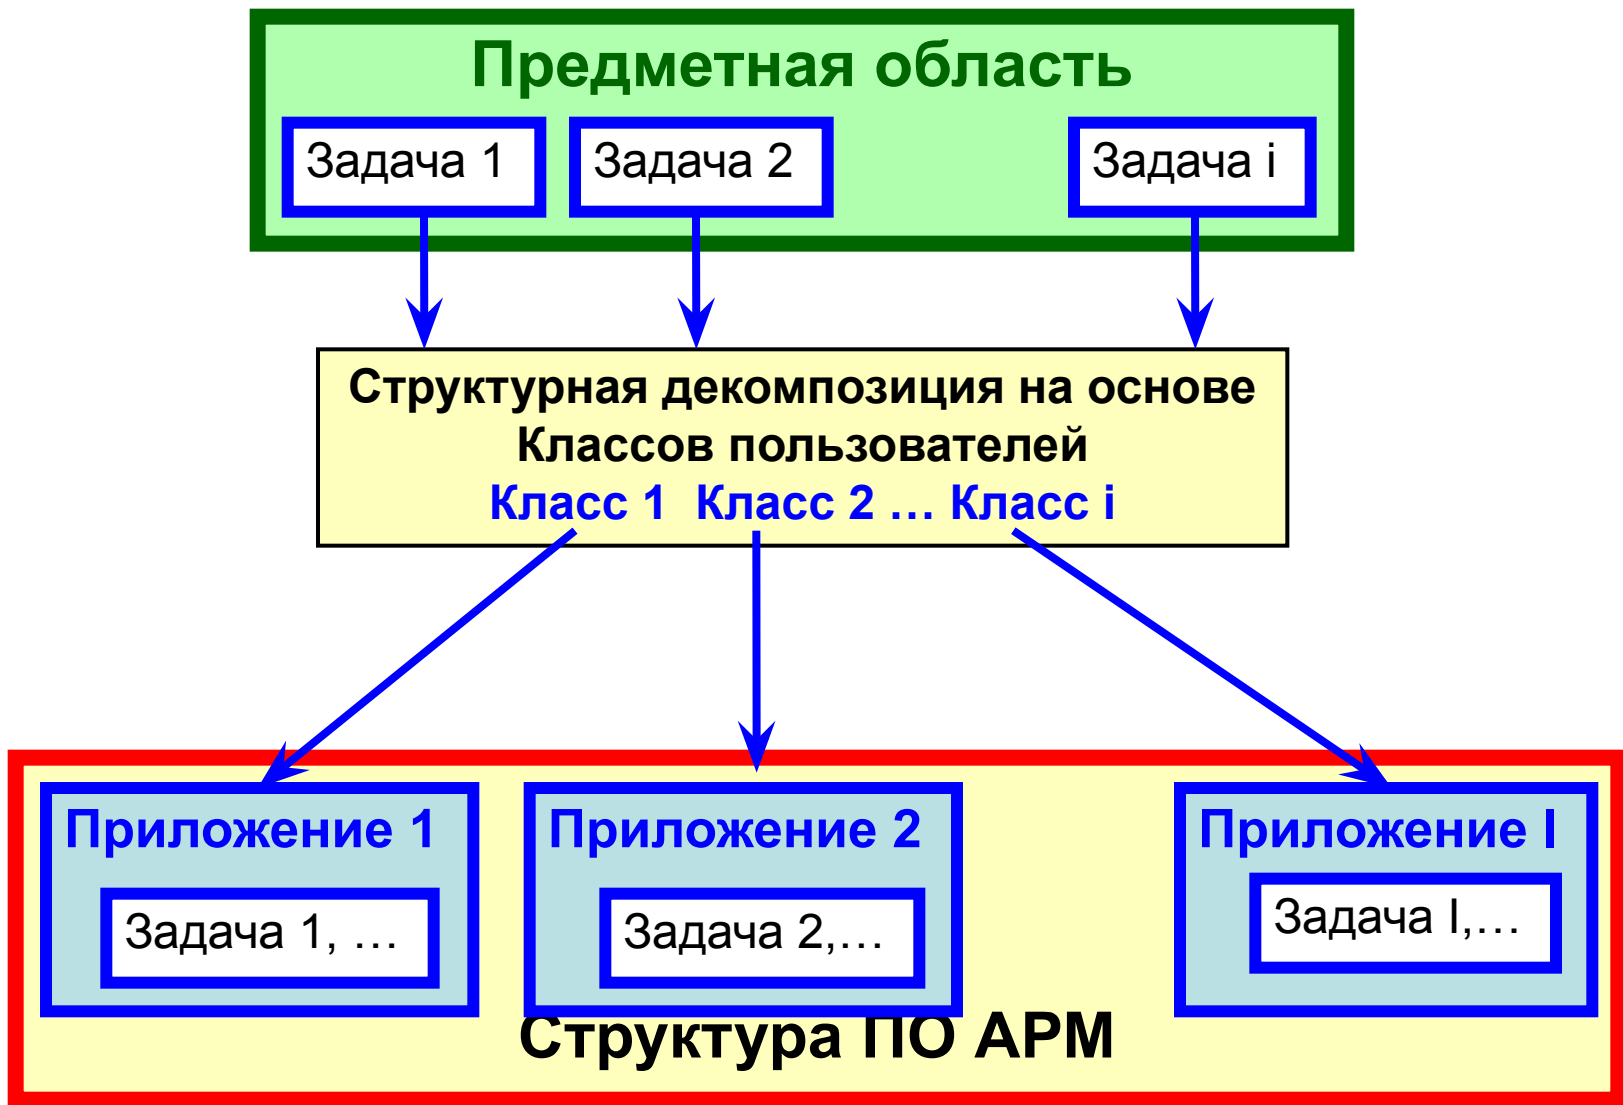 Предметная область
Задача 1
Задача 2
Задача i
Структурная декомпозиция на основе
Классов пользователей
Класс 1 Класс 2 … Класс i
Приложение 1
Приложение 2
Приложение I
Задача 1, …
Задача 2,…
Задача I,…
Структура ПО АРМ